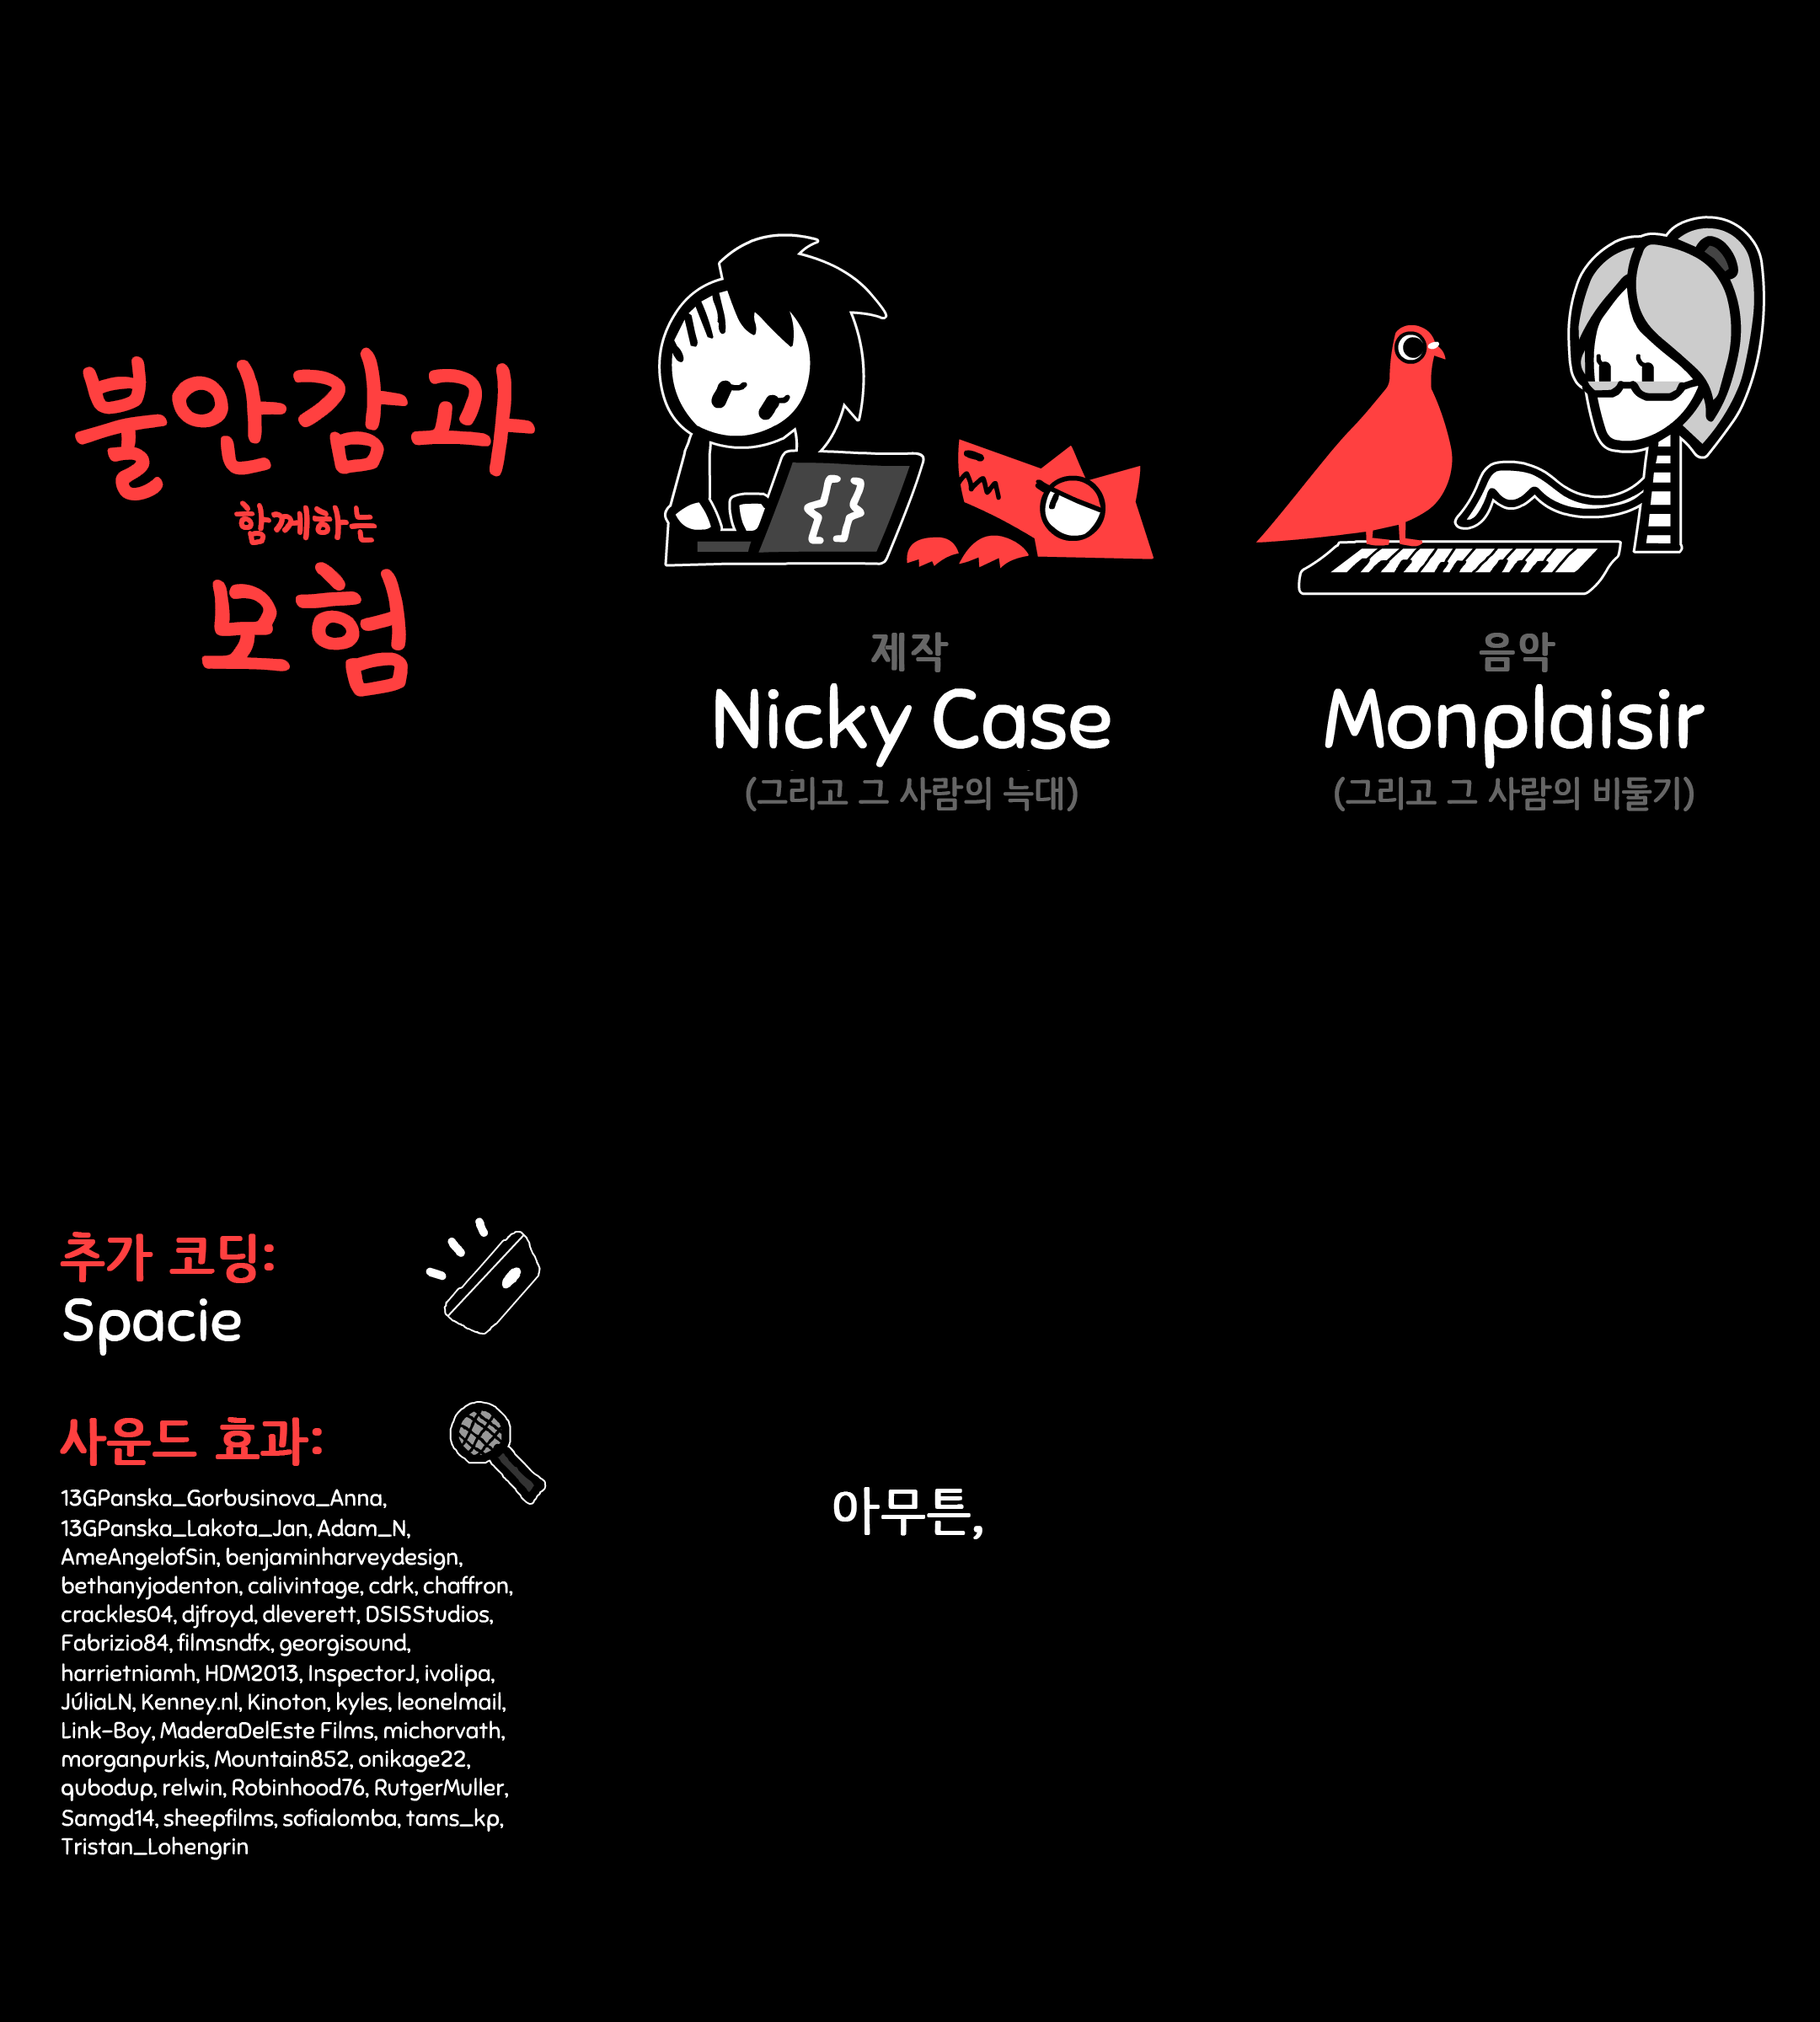 불안감과
함께하는
모험
제작
Nicky Case
(그리고 그 사람의 늑대)
음악
Monplaisir
(그리고 그 사람의 비둘기)
{}
추가 코딩:
Spacie
사운드 효과:
13GPanska_Gorbusinova_Anna,
13GPanska_Lakota_Jan, Adam_N,
AmeAngelofSin, benjaminharveydesign,
bethanyjodenton, calivintage, cdrk, chaffron,
crackles04, djfroyd, dleverett, DSISStudios,
Fabrizio84, filmsndfx, georgisound,
harrietniamh, HDM2013, InspectorJ, ivolipa,
JúliaLN, Kenney.nl, Kinoton, kyles, leonelmail,
Link-Boy, MaderaDelEste Films, michorvath,
morganpurkis, Mountain852, onikage22,
qubodup, relwin, Robinhood76, RutgerMuller,
Samgd14, sheepfilms, sofialomba, tams_kp,
Tristan_Lohengrin
아무튼,